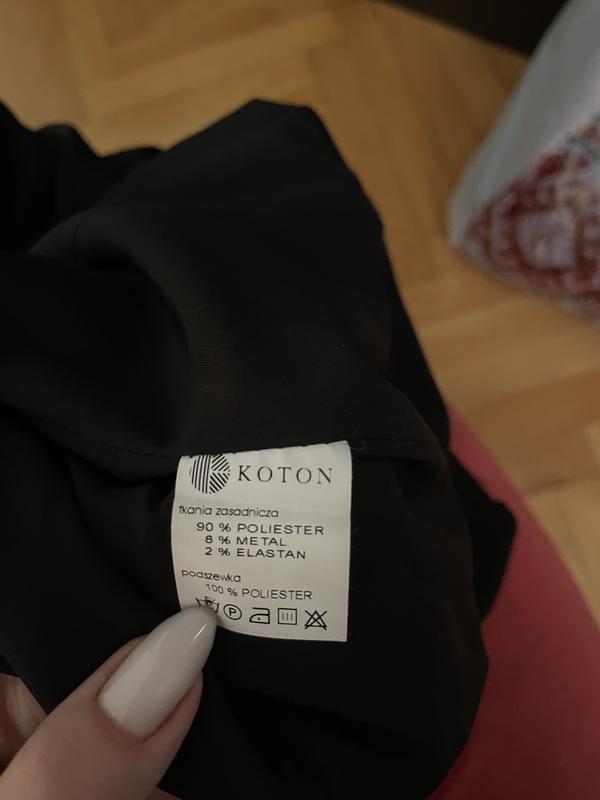 KOTON
tkania zasadnicza
90 % POLIESTER
8 % METAL
2 % ELASTAN
podszewka
100 % POLIESTER
P